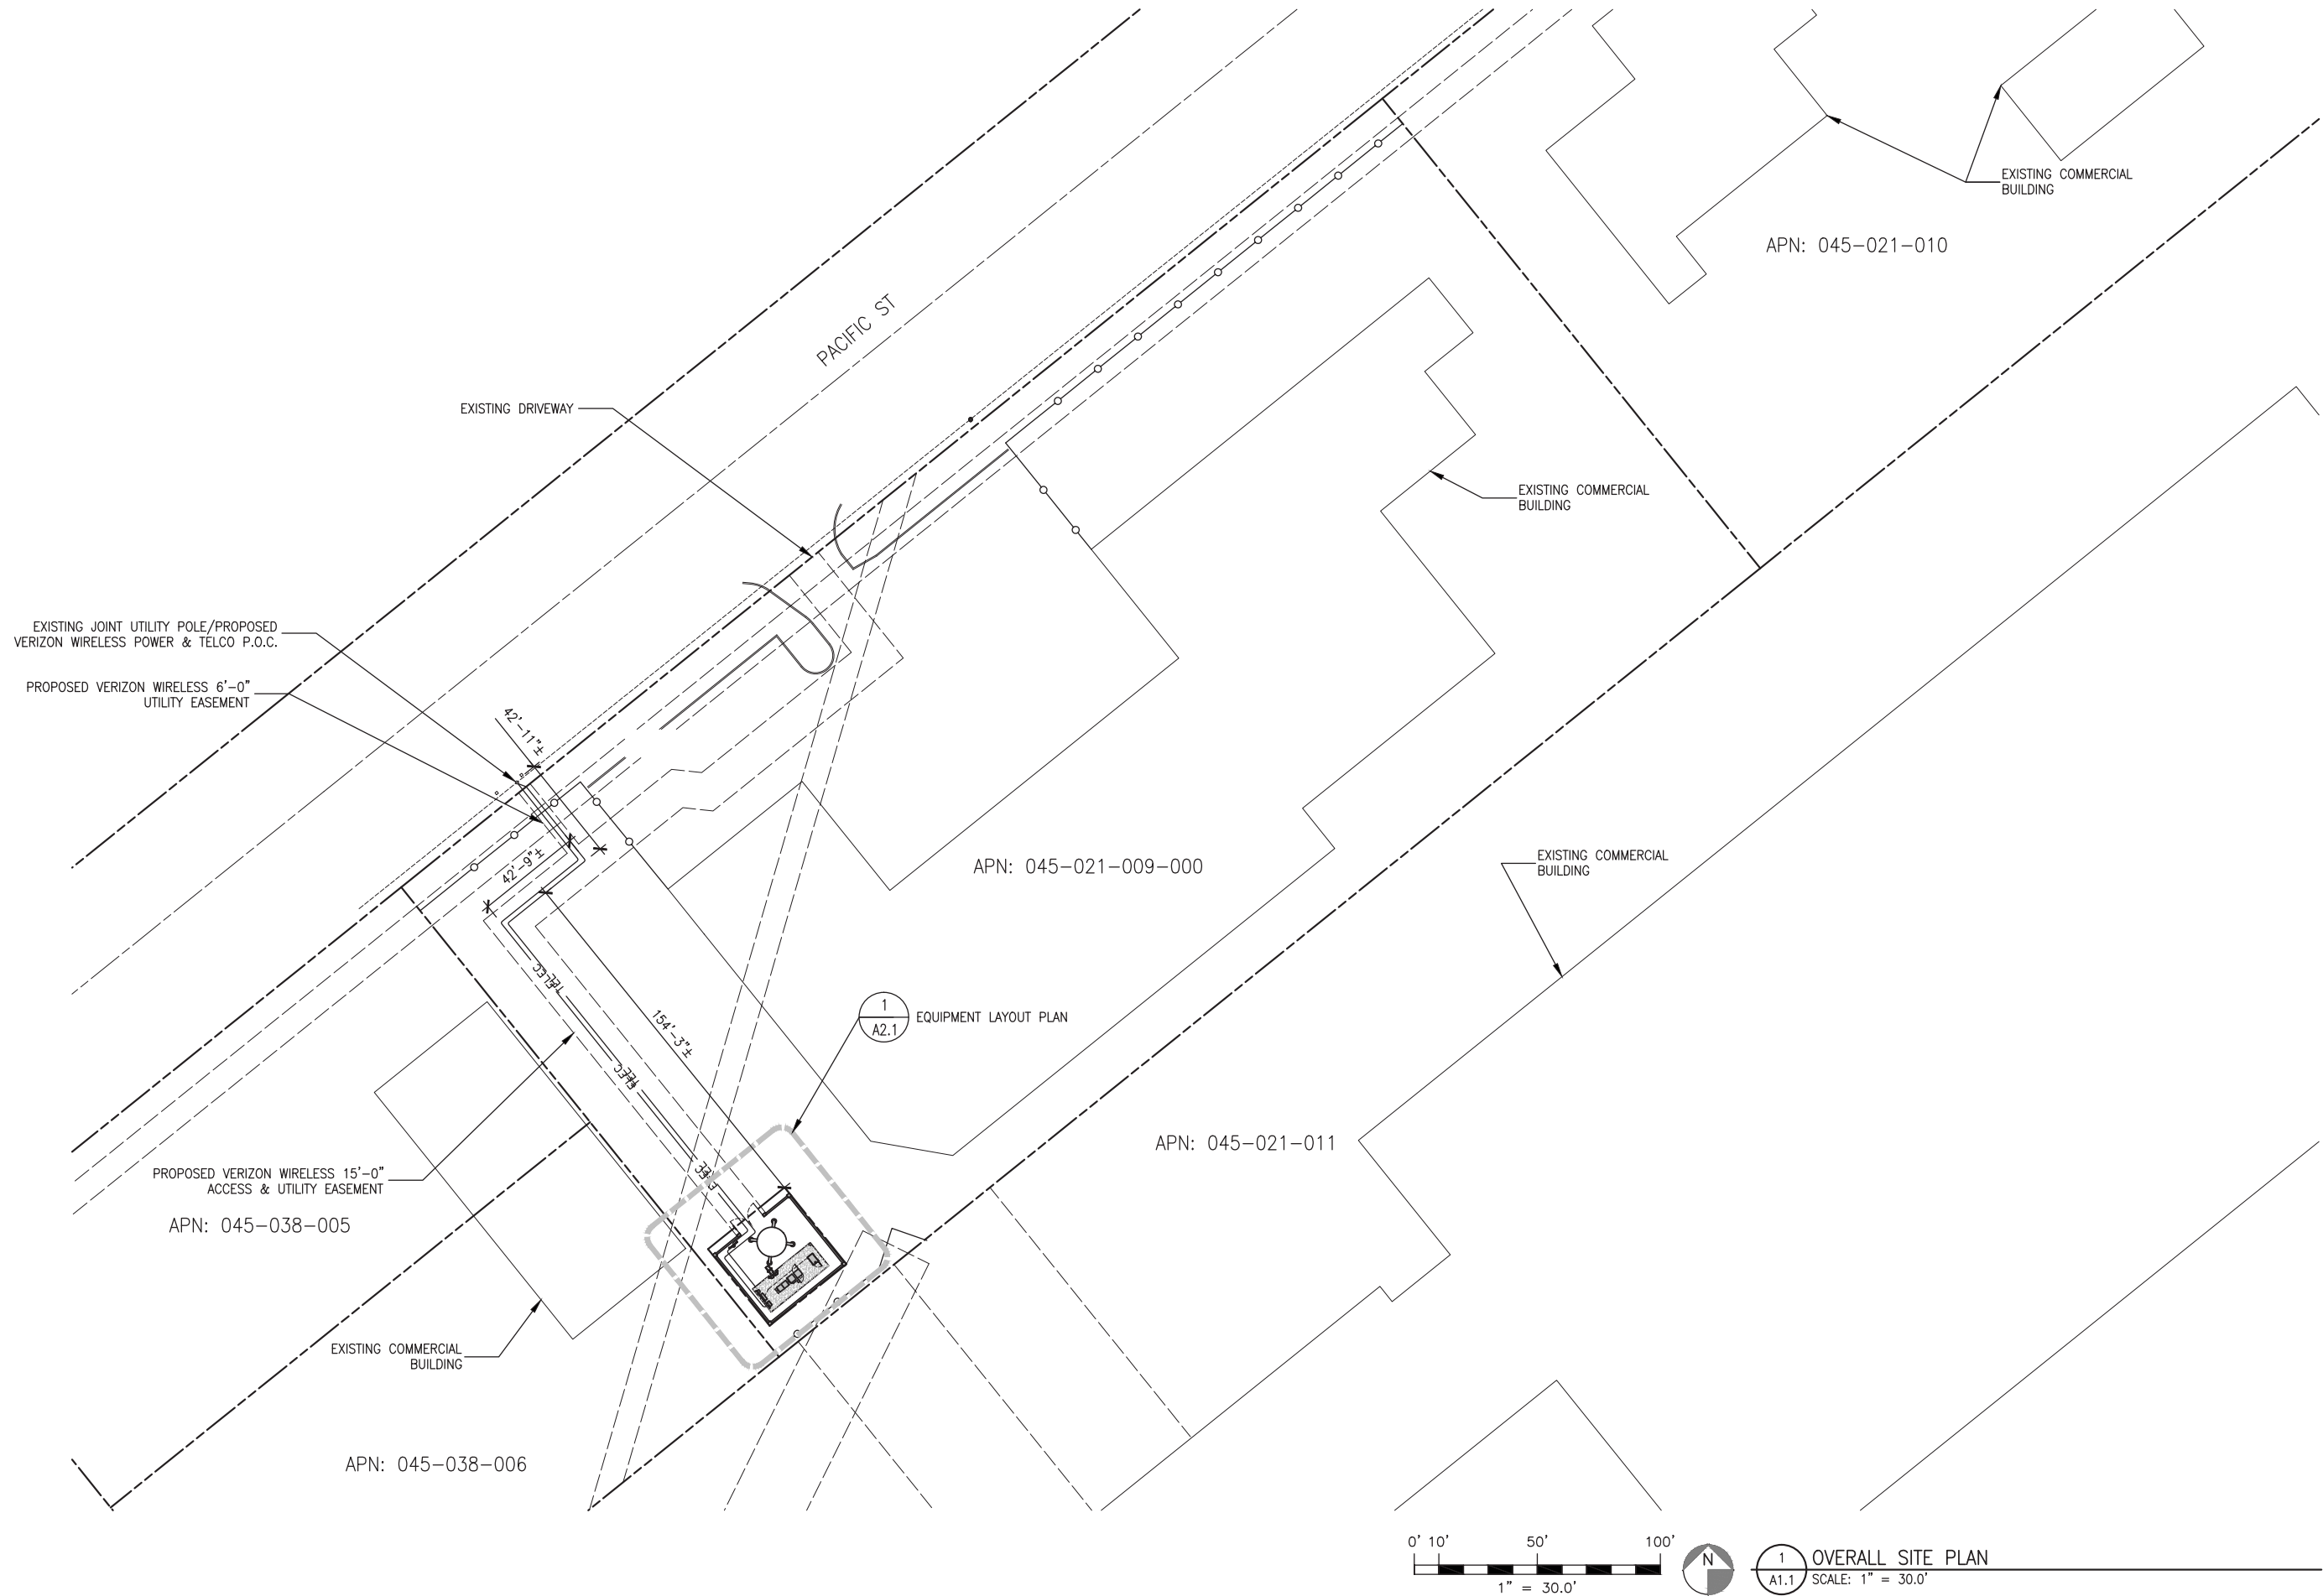 EXISTING COMMERCIAL
BUILDING
APN: 045-021-010
PACIFIC ST
EXISTING DRIVEWAY
EXISTING COMMERCIAL
BUILDING
EXISTING JOINT UTILITY POLE/PROPOSED
VERIZON WIRELESS POWER & TELCO P.O.C.
PROPOSED VERIZON WIRELESS 6'-0"
UTILITY EASEMENT
42'-11"±
42'-9"±
APN: 045-021-009-000
EXISTING COMMERCIAL
BUILDING
154'-3"±
1
A2.1
EQUIPMENT LAYOUT PLAN
APN: 045-021-011
PROPOSED VERIZON WIRELESS 15'-0"
ACCESS & UTILITY EASEMENT
APN: 045-038-005
EXISTING COMMERCIAL
BUILDING
APN: 045-038-006
0' 10' 50' 100'
1" = 30.0'
N
1
A1.1
OVERALL SITE PLAN
SCALE: 1" = 30.0'